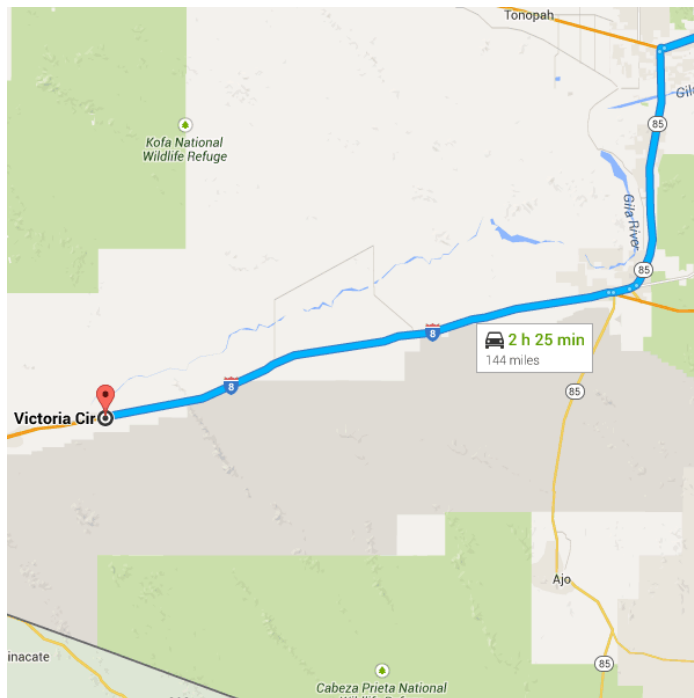 Tonopah
Gila
85
Kofa National
Wildlife Refuge
Gila River
85
8
2 h 25 min
144 miles
8
85
Victoria Cir
Ajo
inacate
85
Cabeza Prieta National